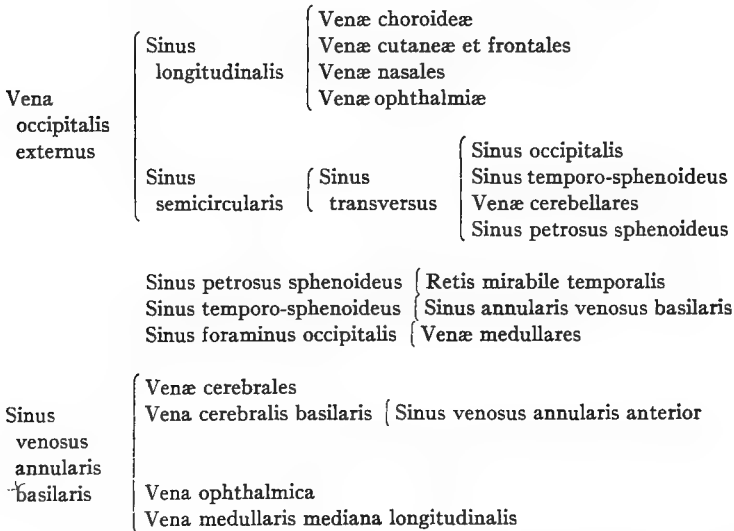 Vena
occipitalis
externus
Sinus
longitudinalis
Venæ choroideæ
Venæ cutaneæ et frontales
Venæ nasales
Venæ ophthalmiæ
Sinus
semicircularis
Sinus
transversus
Sinus occipitalis
Sinus temporo-sphenoideus
Venæ cerebellares
Sinus petrosus sphenoideus
Sinus petrosus sphenoideus Retis mirabile temporalis
Sinus temporo-sphenoideus Sinus annularis venosus basilaris
Sinus foraminus occipitalis Venæ medullares
Sinus
venosus
annularis
basilaris
Venæ cerebrales
Vena cerebralis basilaris Sinus venosus annularis anterior
Vena ophthalmica
Vena medullaris mediana longitudinalis